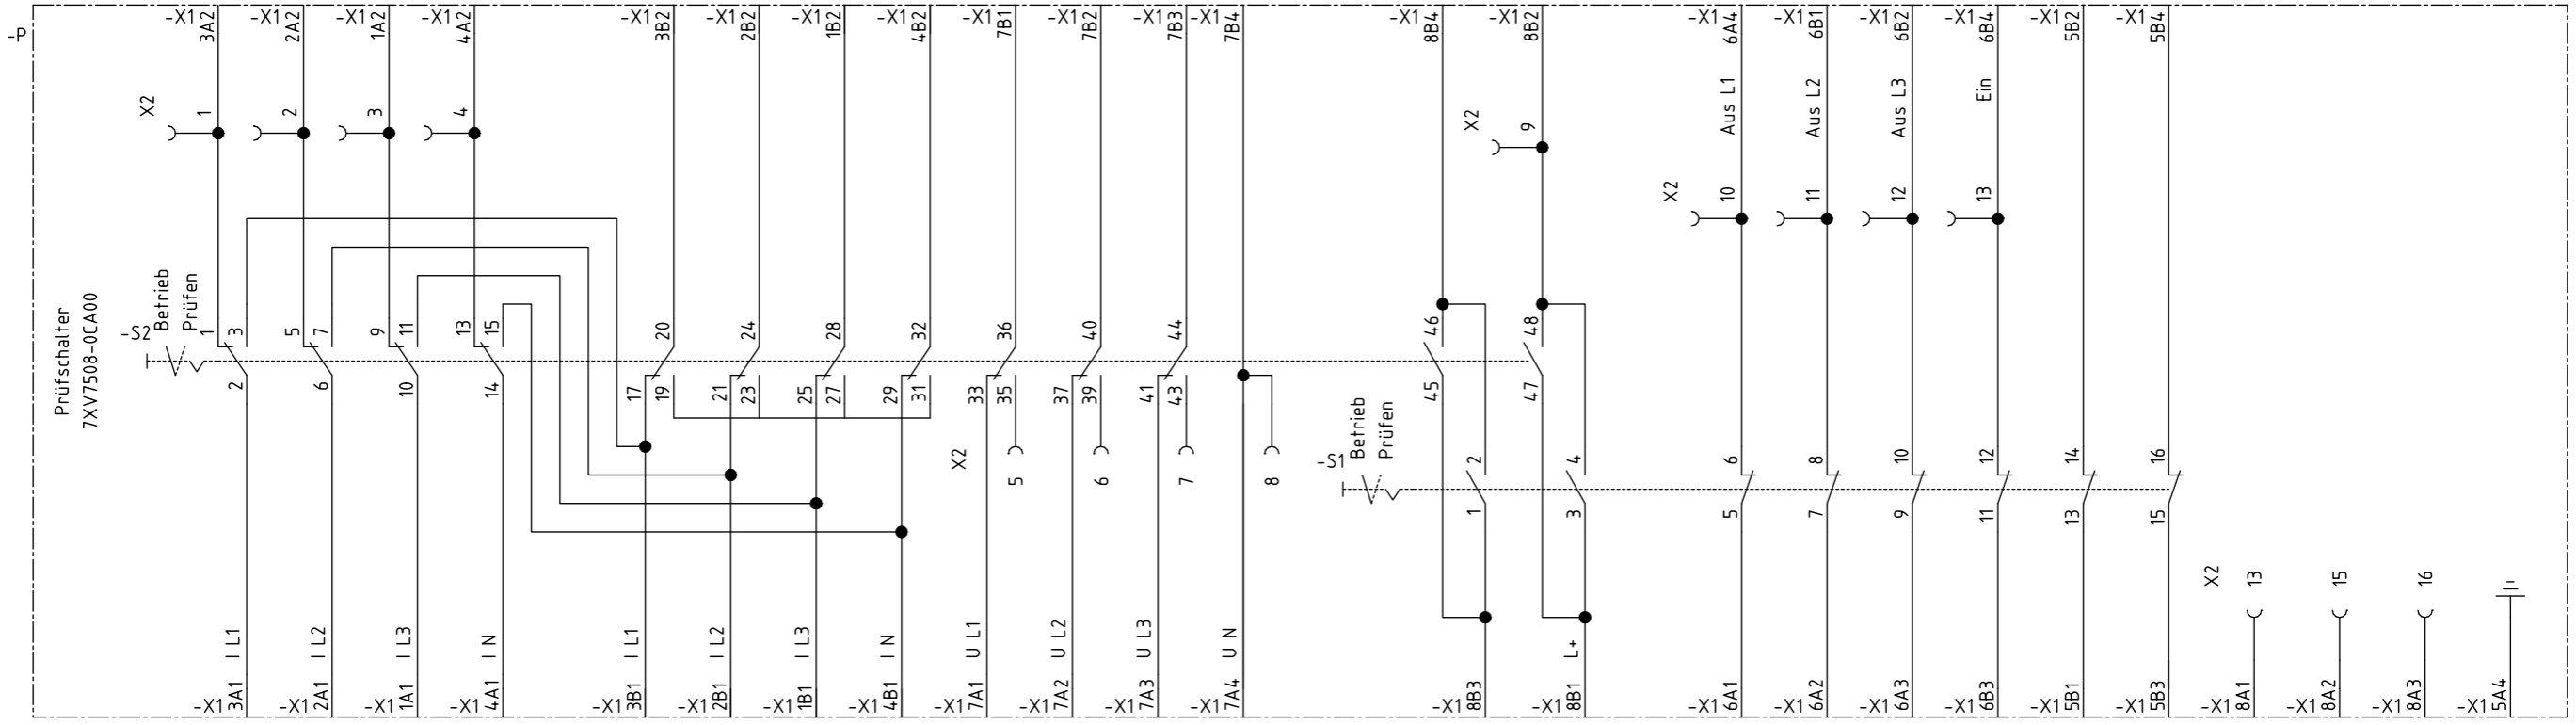 -P
-X1 3A2
-X1 2A2
-X1 1A2
-X1 4A2
-X1 3B2
-X1 2B2
-X1 1B2
-X1 4B2
-X1 7B1
-X1 7B2
-X1 7B3
-X1 7B4
-X1 8B4
-X1 8B2
-X1 6A4
-X1 6B1
-X1 6B2
-X1 6B4
-X1 5B2
-X1 5B4
Aus L1
Aus L2
Aus L3
Ein
X2
1
2
3
4
X2
9
X2
10
11
12
13
Prüfschalter
7XV7508-0CA00
-S2
Betrieb
Prüfen
1
3
5
7
9
11
13
15
20
24
28
32
36
40
44
46
48
2
6
10
14
17
19
21
23
25
27
29
31
33
35
37
39
41
43
45
47
X2
5
6
7
8
-S1
Betrieb
Prüfen
2
4
6
8
10
12
14
16
1
3
5
7
9
11
13
15
X2
13
15
16
I L1
I L2
I L3
I N
I L1
I L2
I L3
I N
U L1
U L2
U L3
U N
L+
-X1 3A1
-X1 2A1
-X1 1A1
-X1 4A1
-X1 3B1
-X1 2B1
-X1 1B1
-X1 4B1
-X1 7A1
-X1 7A2
-X1 7A3
-X1 7A4
-X1 8B3
-X1 8B1
-X1 6A1
-X1 6A2
-X1 6A3
-X1 6B3
-X1 5B1
-X1 5B3
-X1 8A1
-X1 8A2
-X1 8A3
-X1 5A4